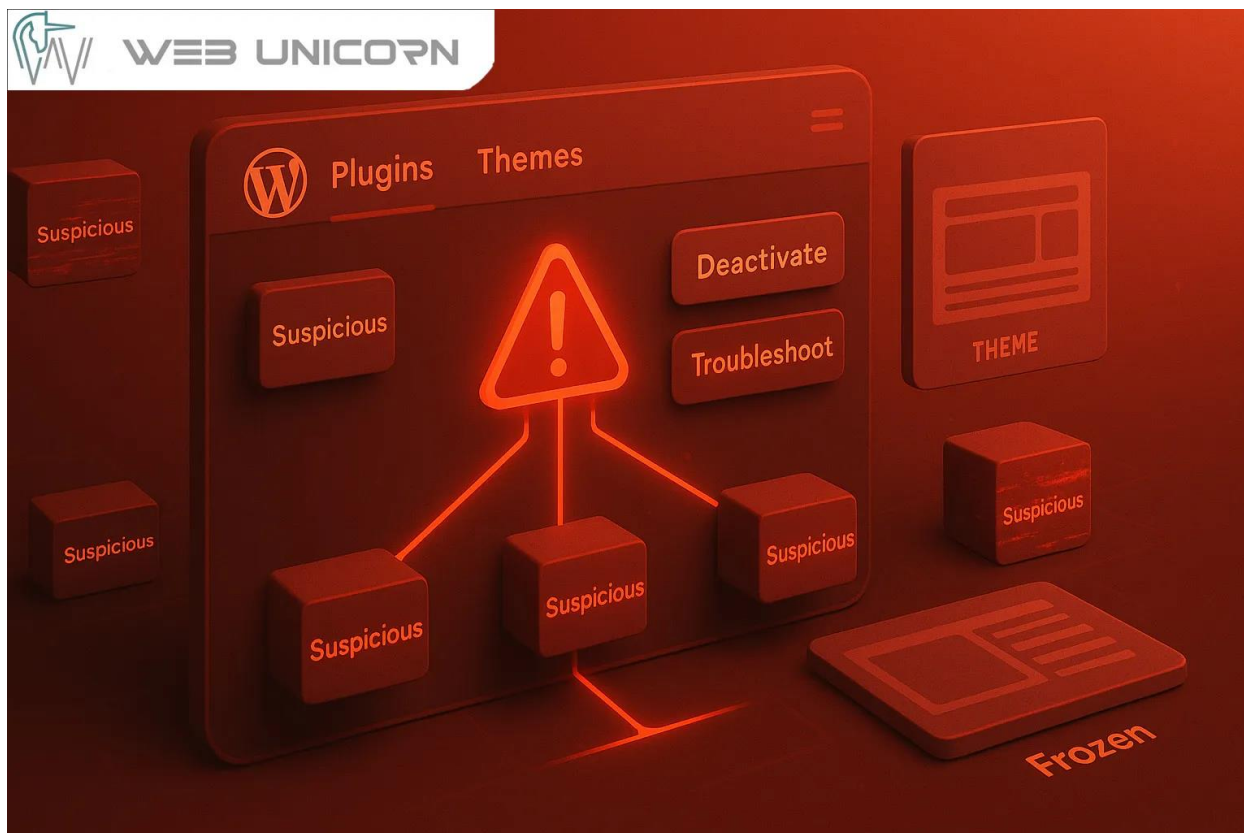 WEB UNICORN
Plugins Themes
Suspicious
Deactivate
Suspicious
Troubleshoot
THEME
Suspicious
Suspicious
Suspicious
Suspicious
Suspicious
Frozen